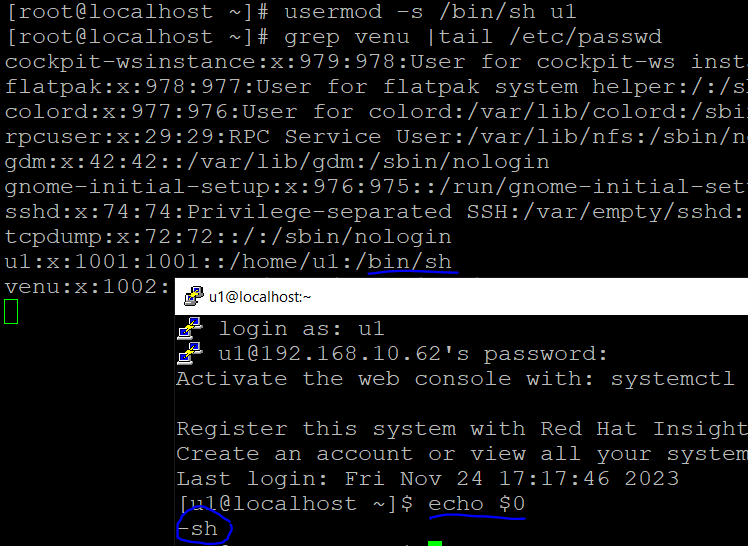 [root@localhost ~]# usermod -s /bin/sh u1
[root@localhost ~]# grep venu |tail /etc/passwd
cockpit-wsinstance:x:979:978:User for cockpit-ws inst
flatpak:x:978:977:User for flatpak system helper:/:/s
colord:x:977:976:User for colord:/var/lib/colord:/sbi
rpcuser:x:29:29:RPC Service User:/var/lib/nfs:/sbin/n
gdm:x:42:42::/var/lib/gdm:/sbin/nologin
gnome-initial-setup:x:976:975::/run/gnome-initial-set
sshd:x:74:74:Privilege-separated SSH:/var/empty/sshd:
tcpdump:x:72:72::/:/sbin/nologin
u1:x:1001:1001::/home/u1:/bin/sh
venu:x:1002:
u1@localhost:~
login as: u1
u1@192.168.10.62's password:
Activate the web console with: systemctl
Register this system with Red Hat Insight
Create an account or view all your system
Last login: Fri Nov 24 17:17:46 2023
[u1@localhost ~]$ echo $0
-sh